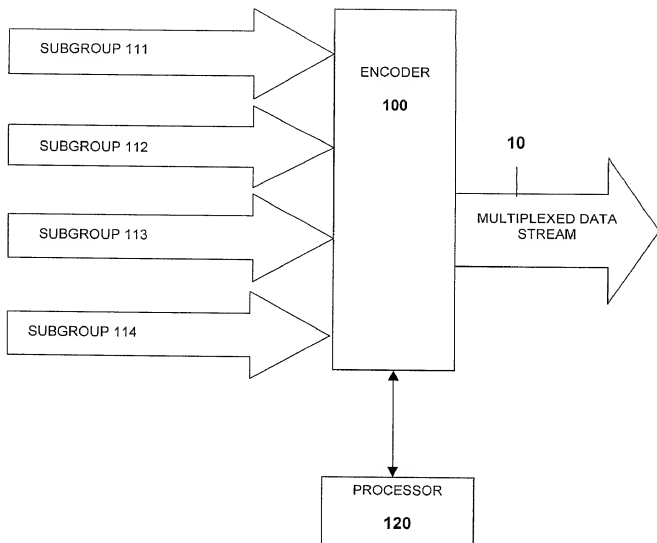 SUBGROUP 111
ENCODER
100
SUBGROUP 112
10
MULTIPLEXED DATA
STREAM
SUBGROUP 113
SUBGROUP 114
PROCESSOR
120